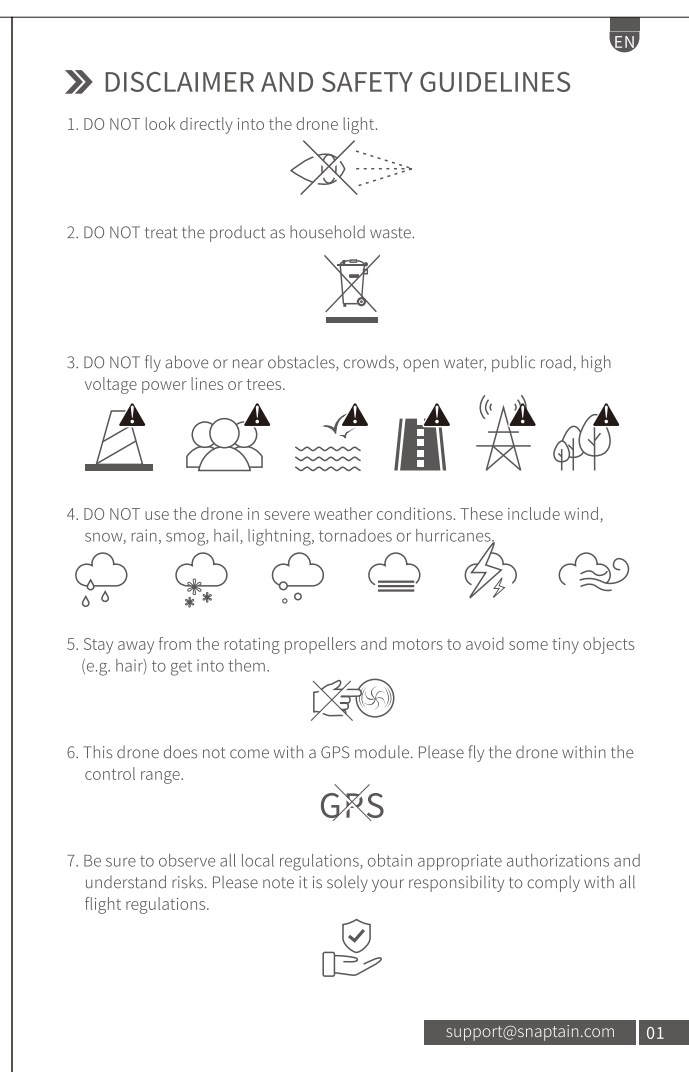 EN
DISCLAIMER AND SAFETY GUIDELINES
1. DO NOT look directly into the drone light.
2. DO NOT treat the product as household waste.
3. DO NOT fly above or near obstacles, crowds, open water, public road, high
voltage power lines or trees.
4. DO NOT use the drone in severe weather conditions. These include wind,
snow, rain, smog, hail, lightning, tornadoes or hurricanes.
5. Stay away from the rotating propellers and motors to avoid some tiny objects
(e.g. hair) to get into them.
6. This drone does not come with a GPS module. Please fly the drone within the
control range.
GPS
7. Be sure to observe all local regulations, obtain appropriate authorizations and
understand risks. Please note it is solely your responsibility to comply with all
flight regulations.
support@snaptain.com 01